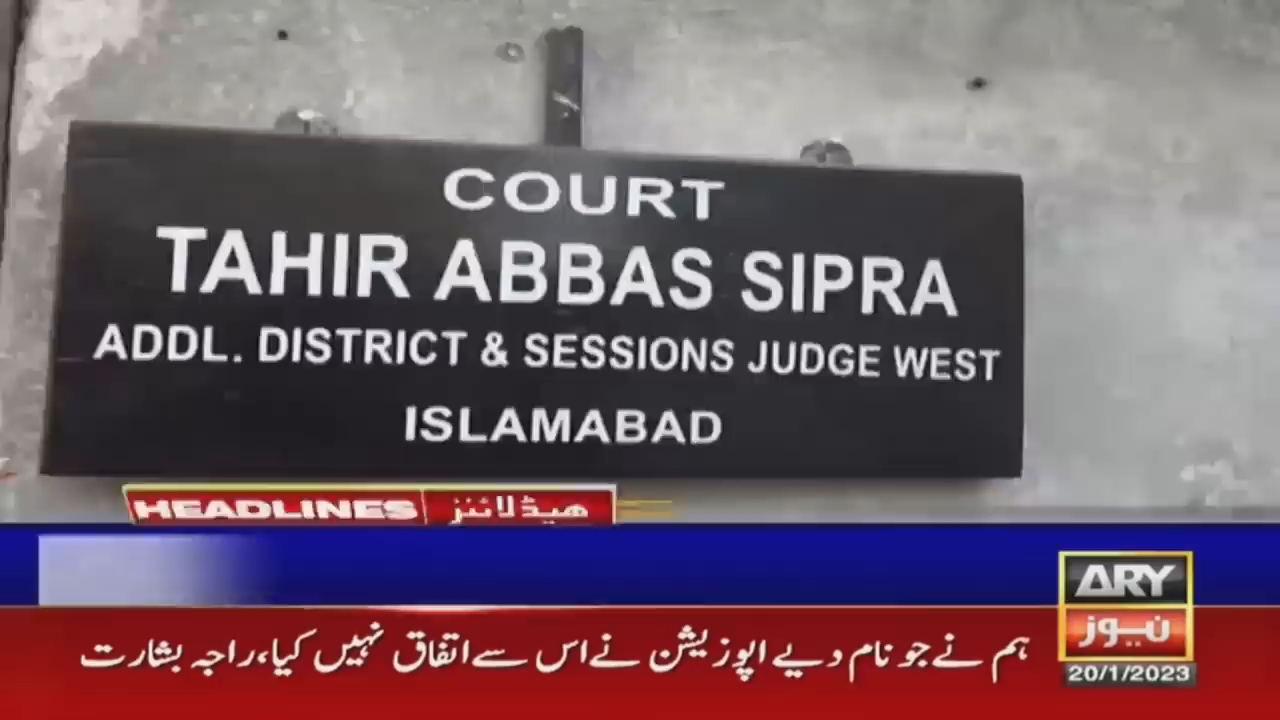 COURT
TAHIR ABBAS SIPRA
ADDL. DISTRICT & SESSIONS JUDGE WEST
ISLAMABAD
HEADLINES ہیڈلائنز
ARY
نیوز
ہم نے جو نام دیے اپوزیشن نے اس سے اتفاق نہیں کیا، راجہ بشارت
20/1/2023